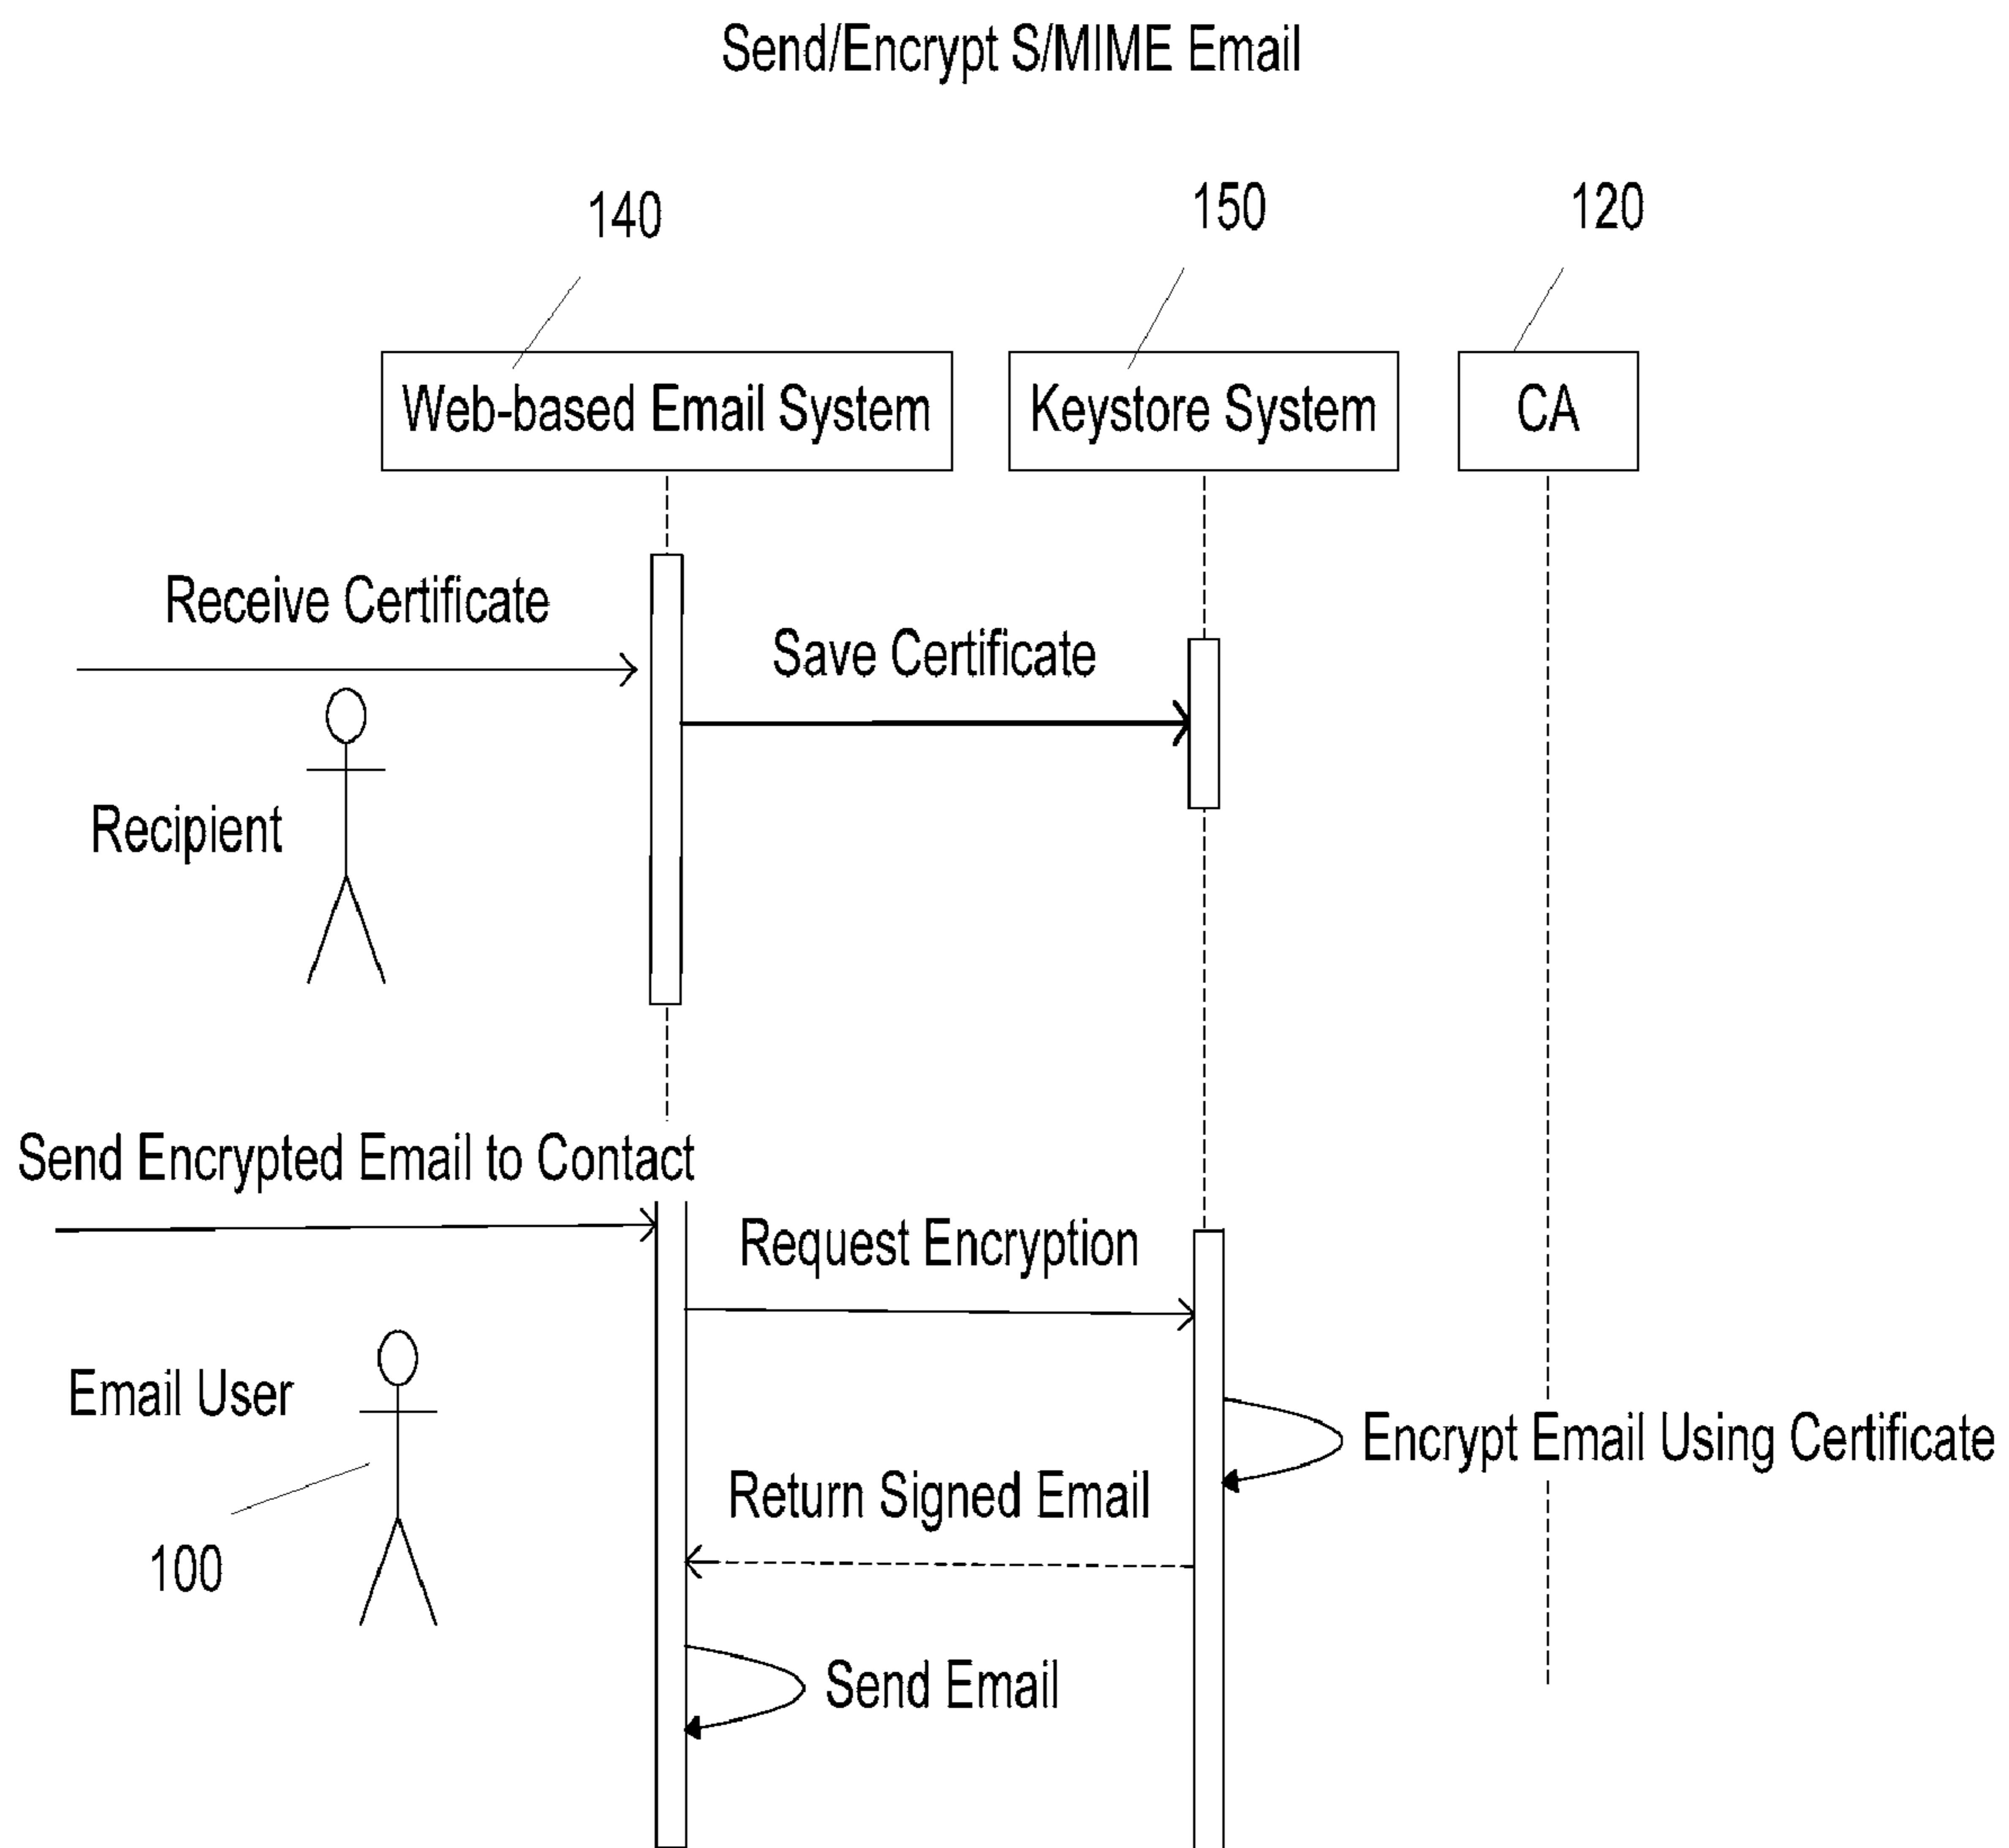 Send/Encrypt S/MIME Email
140
150
120
Web-based Email System
Keystore System
CA
Receive Certificate
Save Certificate
Recipient
Send Encrypted Email to Contact
Request Encryption
Email User
Encrypt Email Using Certificate
Return Signed Email
100
Send Email